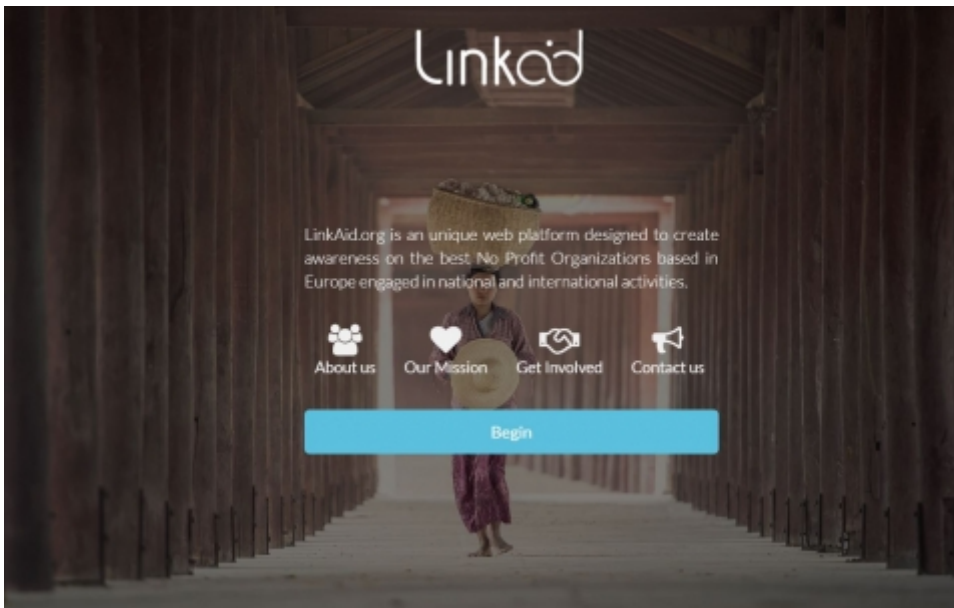 Linkaid
LinkAid.org is an unique web platform designed to create
awareness on the best No Profit Organizations based in
Europe engaged in national and international activities.
About us Our Mission Get Involved Contact us
Begin